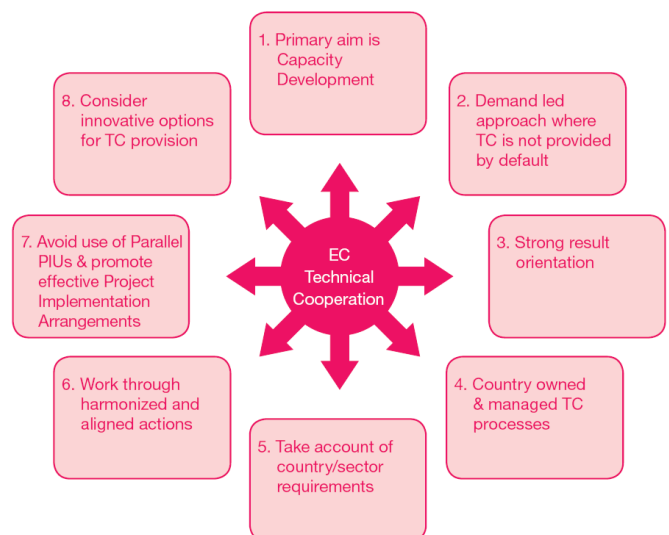 1. Primary aim is
Capacity
Development
2. Demand led
approach where
TC is not provided
by default
3. Strong result
orientation
4. Country owned
& managed TC
processes
5. Take account of
country/sector
requirements
6. Work through
harmonized and
aligned actions
7. Avoid use of Parallel
PIUs & promote
effective Project
Implementation
Arrangements
8. Consider
innovative options
for TC provision
EC
Technical
Cooperation